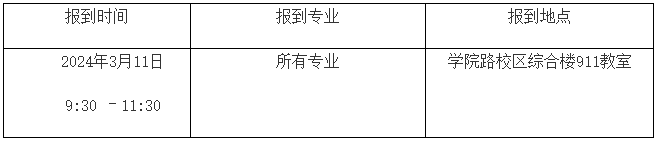 报到时间 报到专业 报到地点
2024年3月11日 所有专业 学院路校区综合楼911教室
9:30 -11:30